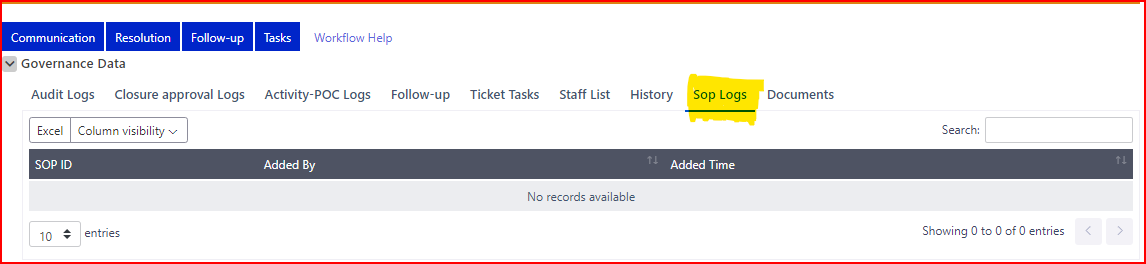 Communication Resolution Follow-up Tasks Workflow Help
Governance Data
Audit Logs Closure approval Logs Activity-POC Logs Follow-up Ticket Tasks Staff List History Sop Logs Documents
Excel Column visibility Search:
SOP ID Added By Added Time
No records available
10 entries Showing 0 to 0 of 0 entries